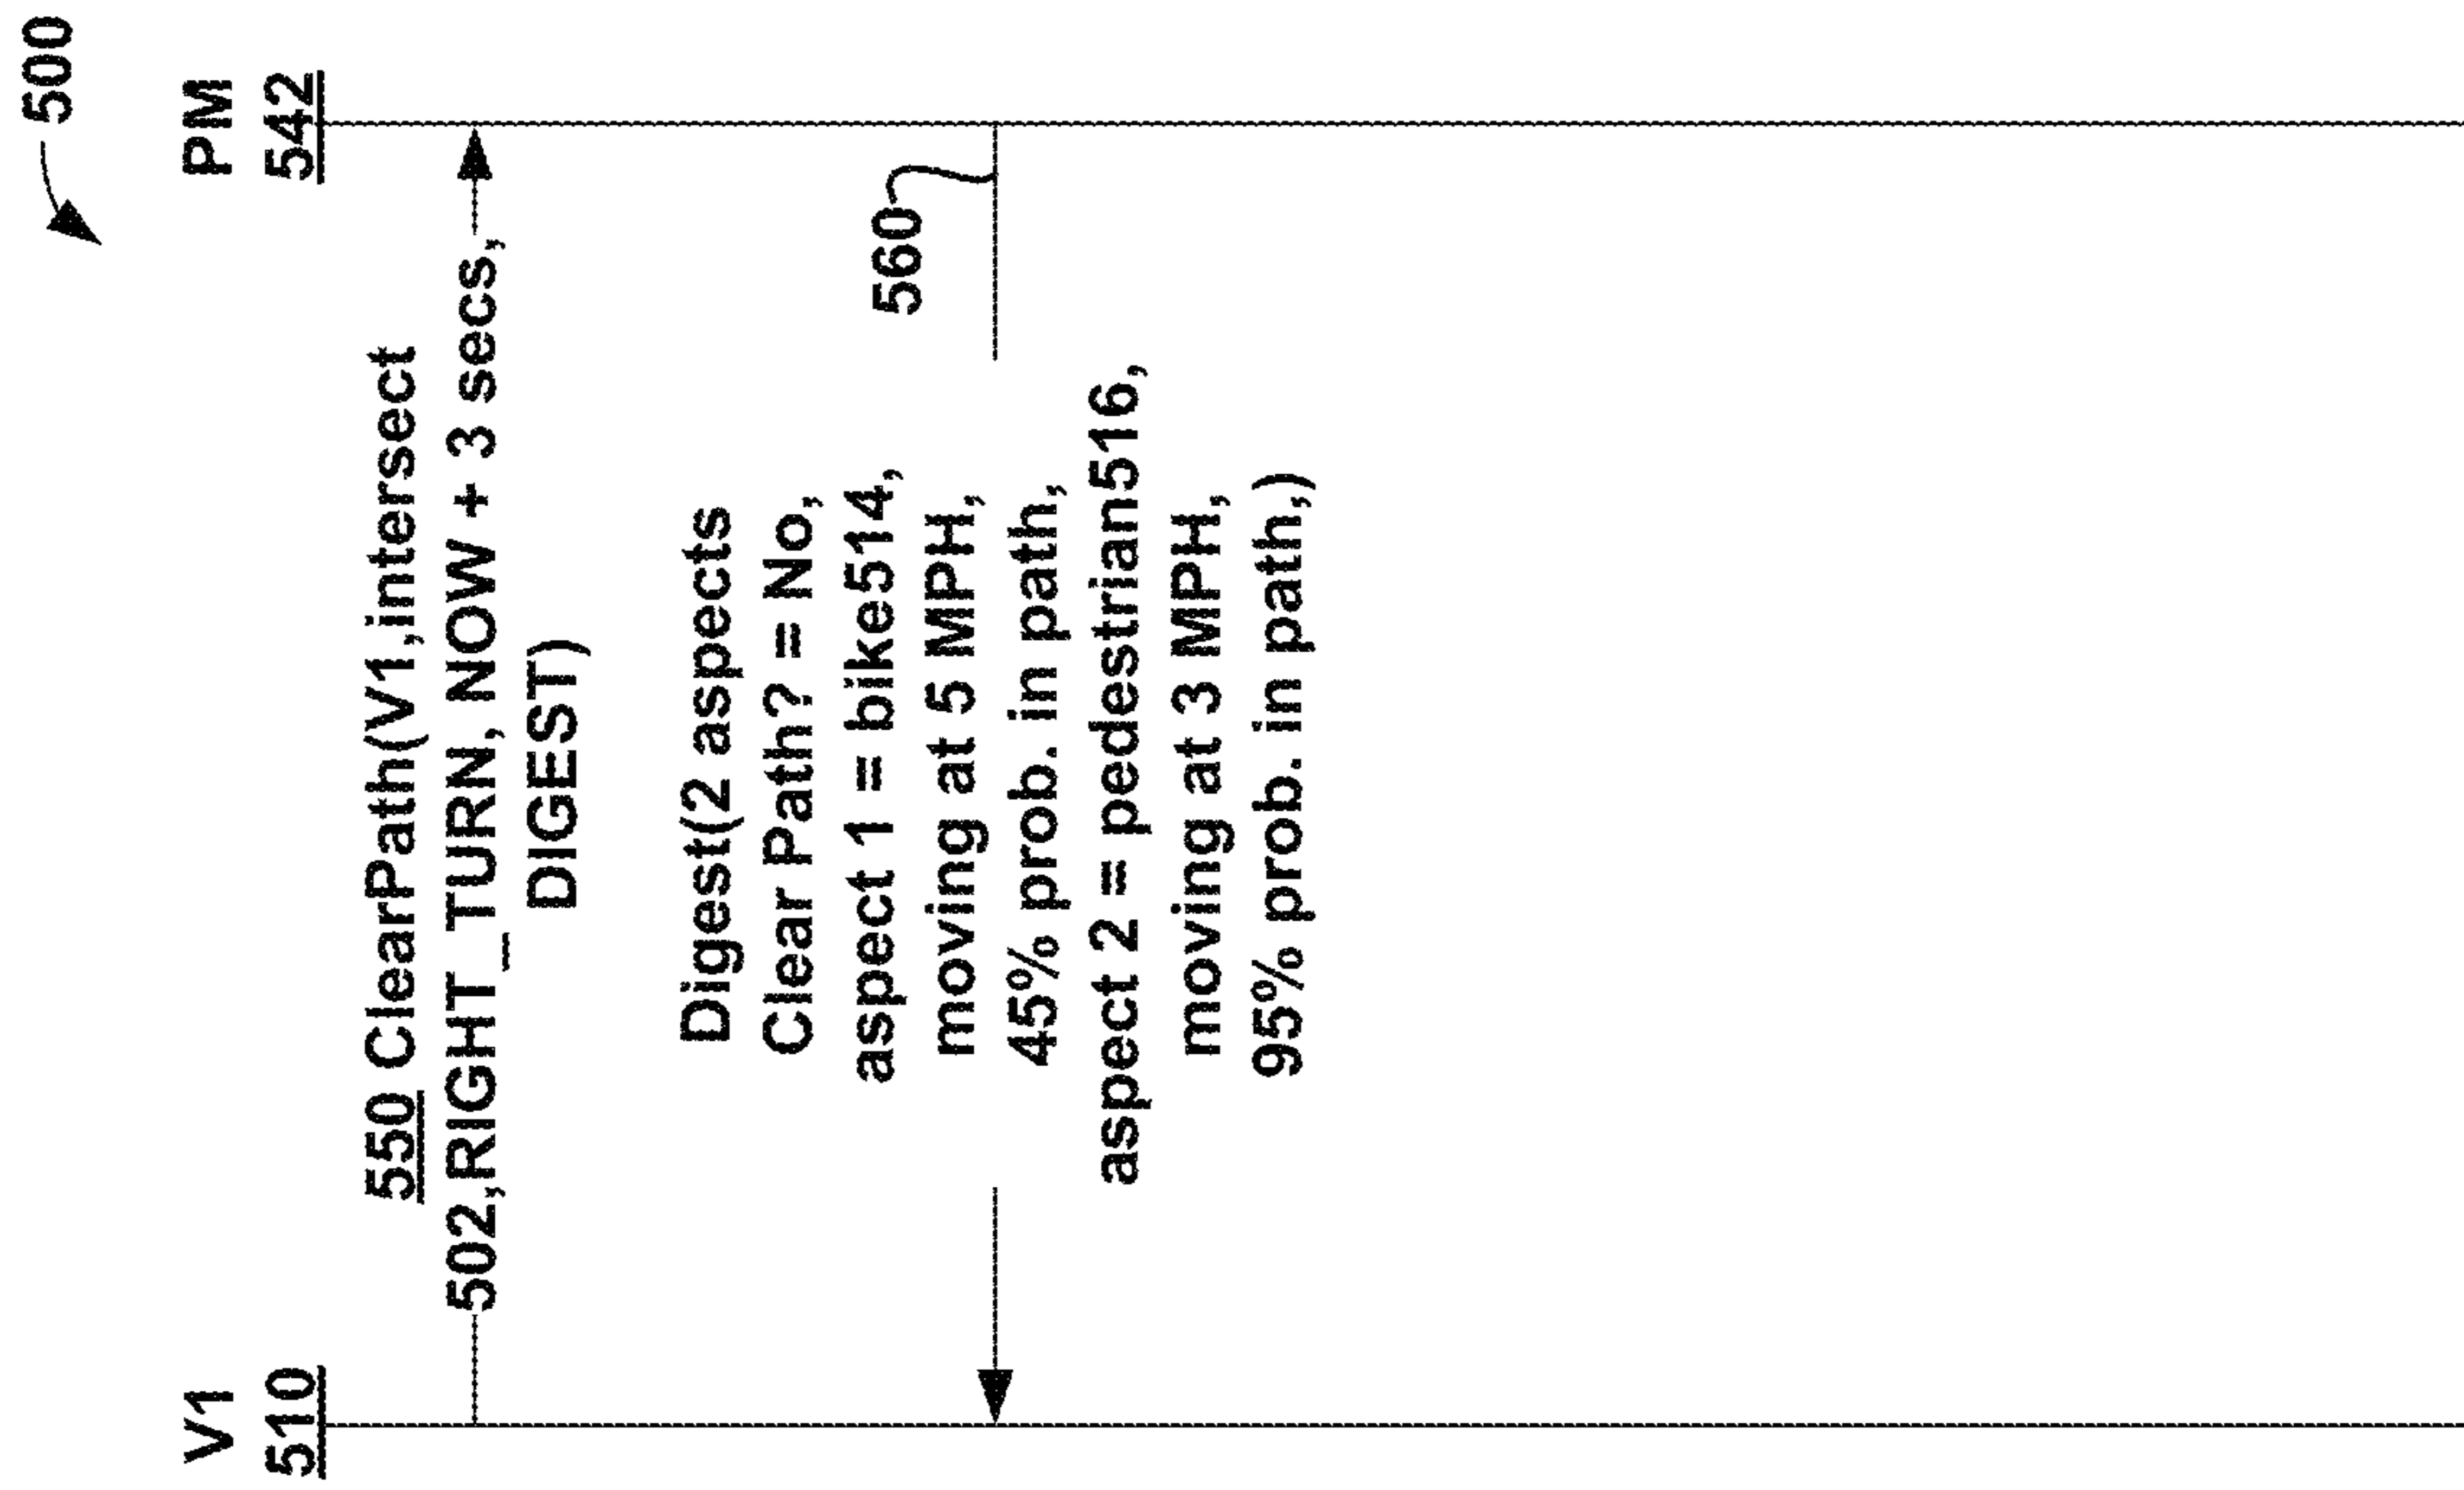 500
V1
510
PM
542
550 ClearPath(V1,intersect
502,RIGHT_TURN, NOW + 3 secs,
DIGEST)
560
Digest(2 aspects
Clear Path? = No,
aspect 1 = bike514,
moving at 5 MPH,
45% prob. in path,
aspect 2 = pedestrian516,
moving at 3 MPH,
95% prob. in path,)